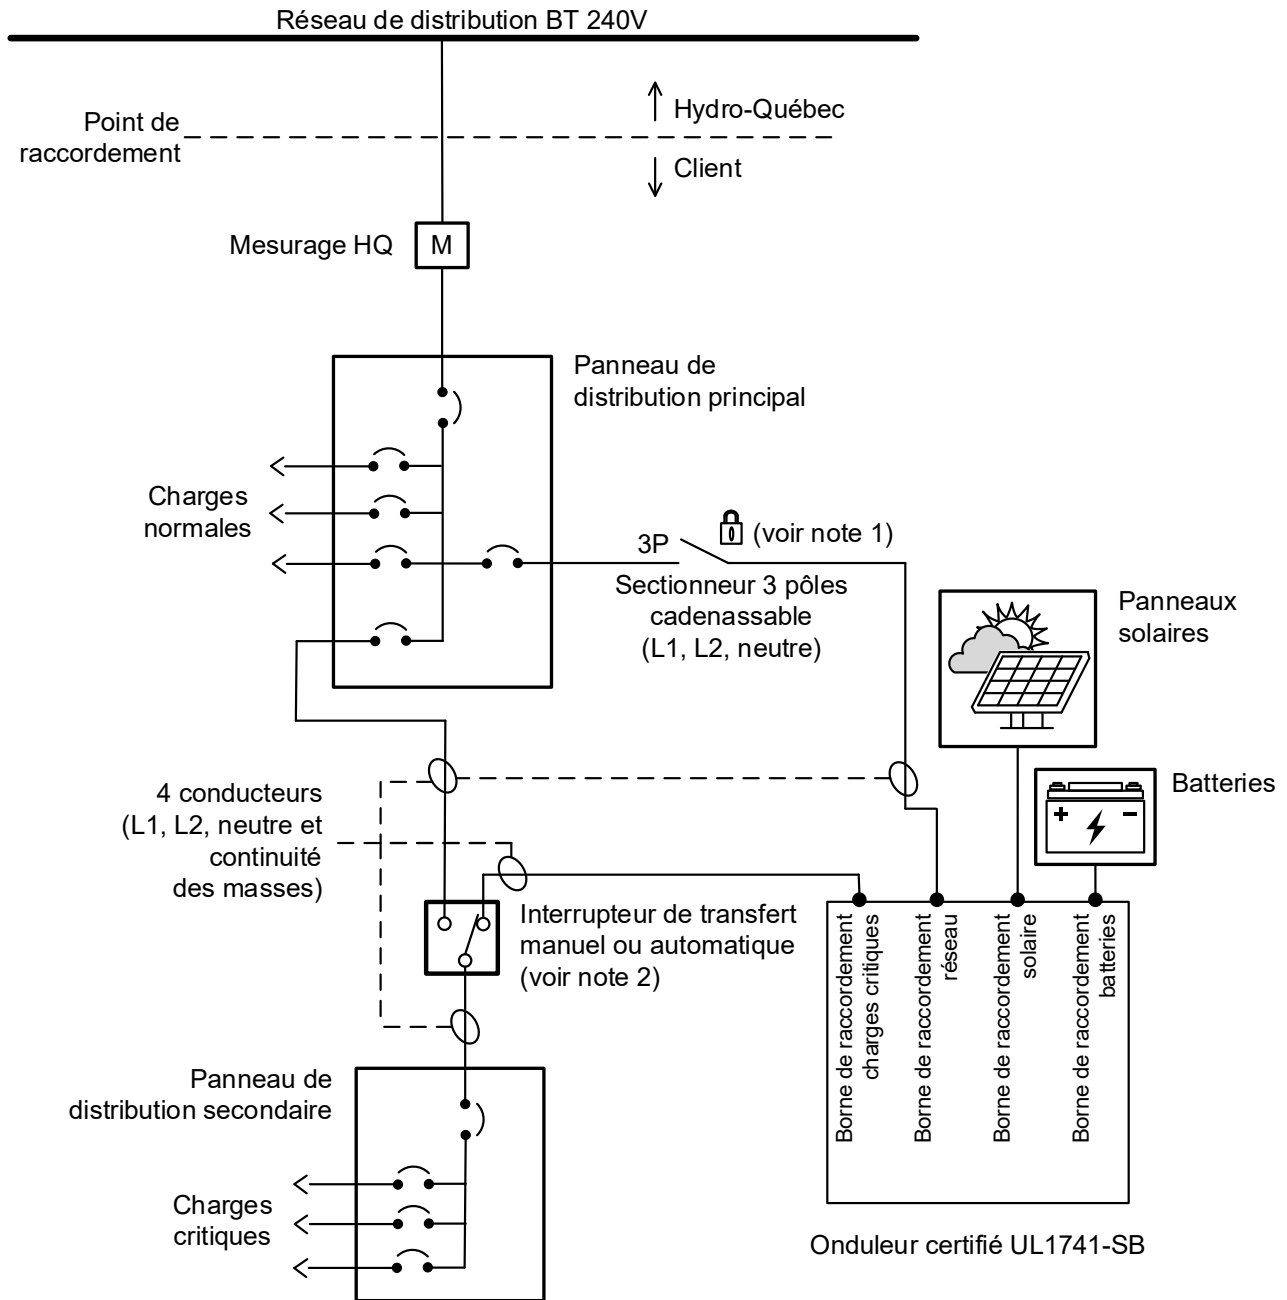 Réseau de distribution BT 240V
Hydro-Québec
Point de
raccordement
Client
Mesurage HQ
M
Panneau de
distribution principal
Charges
normales
3P
(voir note 1)
Sectionneur 3 pôles
cadenassable
(L1, L2, neutre)
Panneaux
solaires
Batteries
+
−
4 conducteurs
(L1, L2, neutre et
continuité
des masses)
Interrupteur de transfert
manuel ou automatique
(voir note 2)
Borne de raccordement
charges critiques
Borne de raccordement
réseau
Borne de raccordement
solaire
Borne de raccordement
batteries
Panneau de
distribution secondaire
Charges
critiques
Onduleur certifié UL1741-SB